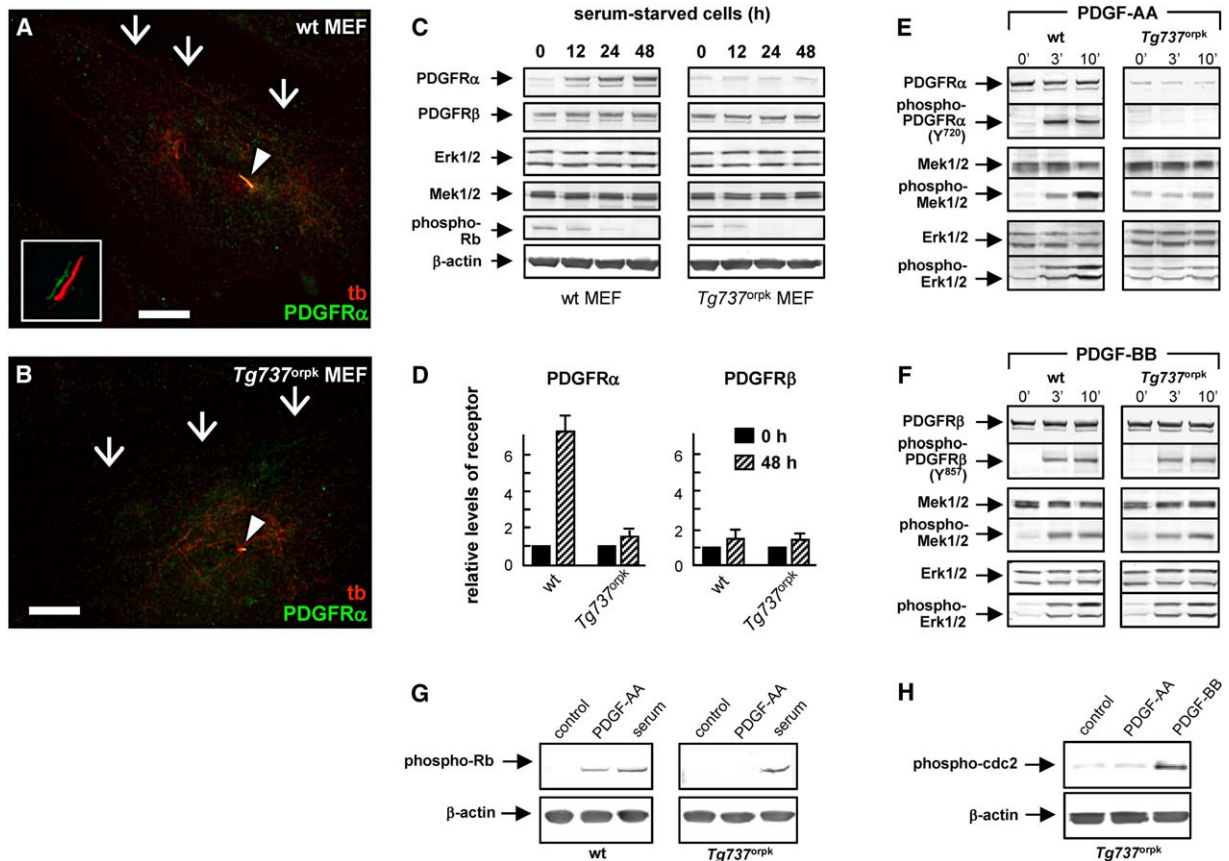 A
wt MEF
tb
PDGFRα
B
Tg737orpk MEF
tb
PDGFRα
C
serum-starved cells (h)
0 12 24 48 0 12 24 48
PDGFRα
PDGFRβ
Erk1/2
Mek1/2
phospho-
Rb
β-actin
wt MEF Tg737orpk MEF
D
PDGFRα PDGFRβ
relative levels of receptor
6
4
2
0
wt
Tg737orpk
6
4
2
0
0 h
48 h
wt
Tg737orpk
E
PDGF-AA
wt Tg737orpk
0' 3' 10' 0' 3' 10'
PDGFRα
phospho-
PDGFRα
(Y720)
Mek1/2
phospho-
Mek1/2
Erk1/2
phospho-
Erk1/2
F
PDGF-BB
wt Tg737orpk
0' 3' 10' 0' 3' 10'
PDGFRβ
phospho-
PDGFRβ
(Y857)
Mek1/2
phospho-
Mek1/2
Erk1/2
phospho-
Erk1/2
G
control PDGF-AA serum control PDGF-AA serum
phospho-Rb
β-actin
wt Tg737orpk
H
control PDGF-AA PDGF-BB
phospho-cdc2
β-actin
Tg737orpk